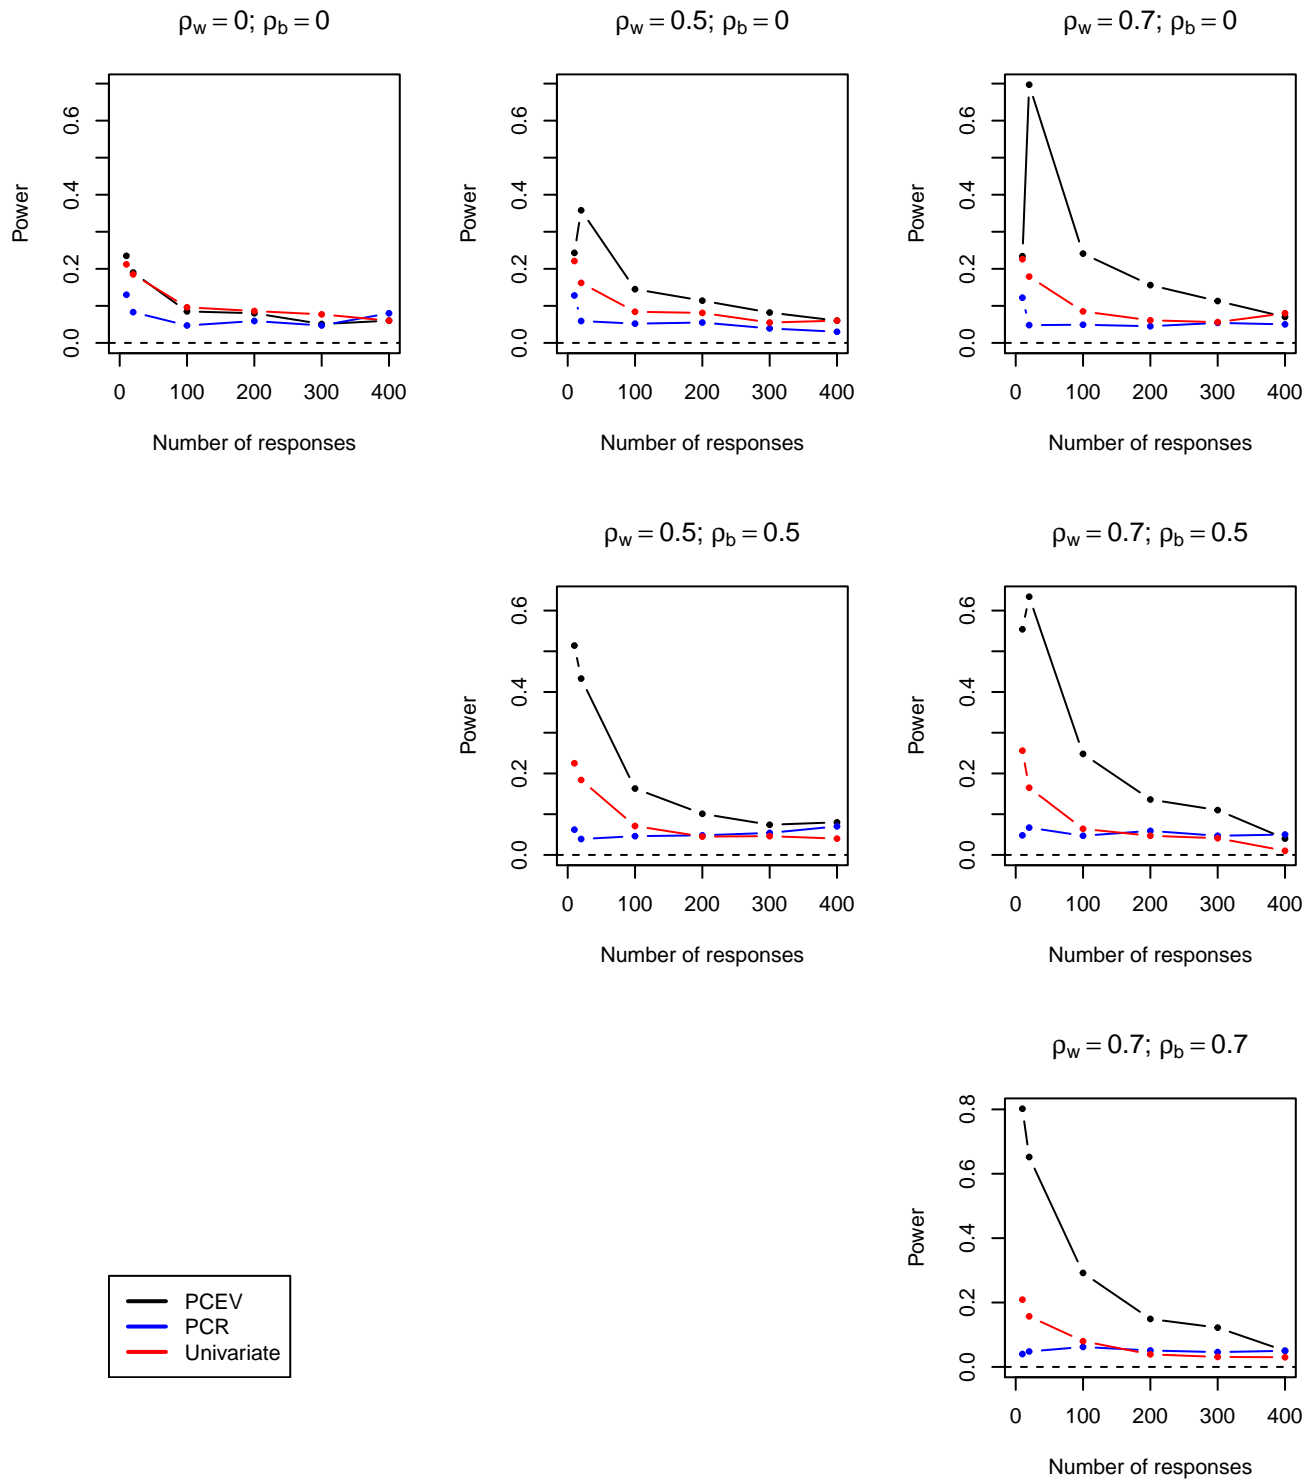 ρw = 0; ρb = 0
ρw = 0.5; ρb = 0
ρw = 0.7; ρb = 0
Power
0.0 0.2 0.4 0.6
0 100 200 300 400
Number of responses
Power
0.0 0.2 0.4 0.6
0 100 200 300 400
Number of responses
Power
0.0 0.2 0.4 0.6
0 100 200 300 400
Number of responses
ρw = 0.5; ρb = 0.5
ρw = 0.7; ρb = 0.5
Power
0.0 0.2 0.4 0.6
0 100 200 300 400
Number of responses
Power
0.0 0.2 0.4 0.6
0 100 200 300 400
Number of responses
ρw = 0.7; ρb = 0.7
Power
0.0 0.2 0.4 0.6 0.8
0 100 200 300 400
Number of responses
PCEV
PCR
Univariate